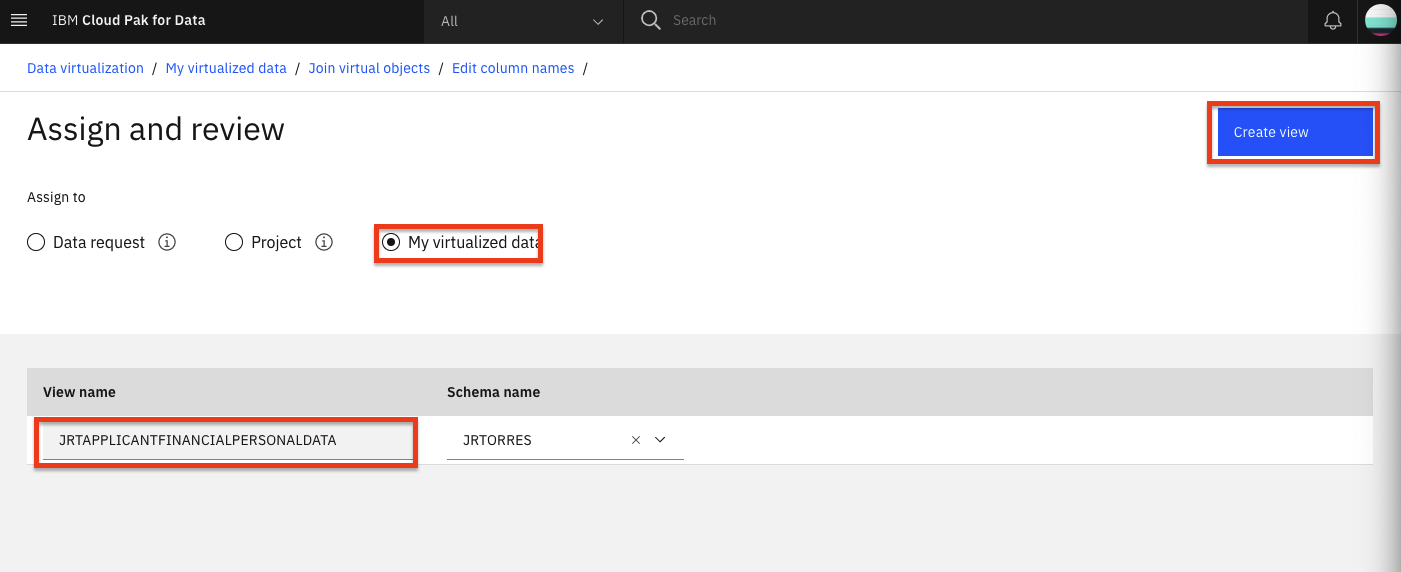 IBM Cloud Pak for Data All Search
Data virtualization / My virtualized data / Join virtual objects / Edit column names /
Assign and review
Create view
Assign to
Data request Project My virtualized data
View name Schema name
JRTAPPLICANTFINANCIALPERSONALDATA JRTORRES